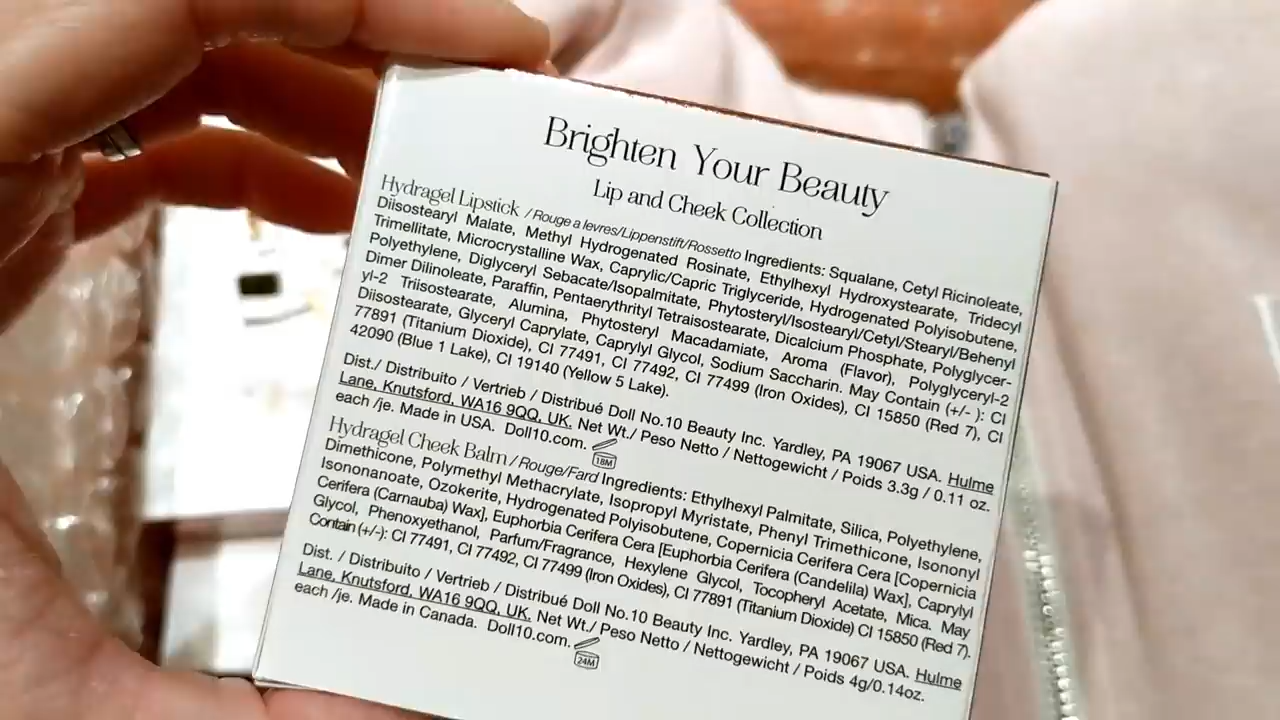 Brighten Your Beauty
Lip and Cheek Collection
Hydragel Lipstick / Rouge a levres/Lippenstift/Rossetto Ingredients: Squalane, Cetyl Ricinoleate,
Diisostearyl Malate, Methyl Hydrogenated Rosinate, Ethylhexyl Hydroxystearate, Tridecyl
Trimellitate, Microcrystalline Wax, Caprylic/Capric Triglyceride, Hydrogenated Polyisobutene,
Polyethylene, Diglyceryl Sebacate/Isopalmitate, Phytosteryl/Isostearyl/Cetyl/Stearyl/Behenyl
Dimer Dilinoleate, Paraffin, Pentaerythrityl Tetraisostearate, Dicalcium Phosphate, Polyglycer-
yl-2 Triisostearate, Alumina, Phytosteryl Macadamiate, Aroma (Flavor), Polyglyceryl-2
Diisostearate, Glyceryl Caprylate, Caprylyl Glycol, Sodium Saccharin. May Contain (+/- ): CI
77891 (Titanium Dioxide), CI 77491, CI 77492, CI 77499 (Iron Oxides), CI 15850 (Red 7), CI
42090 (Blue 1 Lake), CI 19140 (Yellow 5 Lake).
Dist./ Distribuito / Vertrieb / Distribué Doll No.10 Beauty Inc. Yardley, PA 19067 USA. Hulme
Lane, Knutsford, WA16 9QQ, UK. Net Wt./ Peso Netto / Nettogewicht / Poids 3.3g / 0.11 oz.
each /je. Made in USA. Doll10.com. 18M
Hydragel Cheek Balm / Rouge/Fard Ingredients: Ethylhexyl Palmitate, Silica, Polyethylene,
Dimethicone, Polymethyl Methacrylate, Isopropyl Myristate, Phenyl Trimethicone, Isononyl
Isononanoate, Ozokerite, Hydrogenated Polyisobutene, Copernicia Cerifera Cera [Copernicia
Cerifera (Carnauba) Wax], Euphorbia Cerifera Cera [Euphorbia Cerifera (Candelila) Wax], Caprylyl
Glycol, Phenoxyethanol, Parfum/Fragrance, Hexylene Glycol, Tocopheryl Acetate, Mica. May
Contain (+/-): CI 77491, CI 77492, CI 77499 (Iron Oxides), CI 77891 (Titanium Dioxide) CI 15850 (Red 7).
Dist. / Distribuito / Vertrieb / Distribué Doll No.10 Beauty Inc. Yardley, PA 19067 USA. Hulme
Lane, Knutsford, WA16 9QQ, UK. Net Wt./ Peso Netto / Nettogewicht / Poids 4g/0.14oz.
each /je. Made in Canada. Doll10.com. 24M